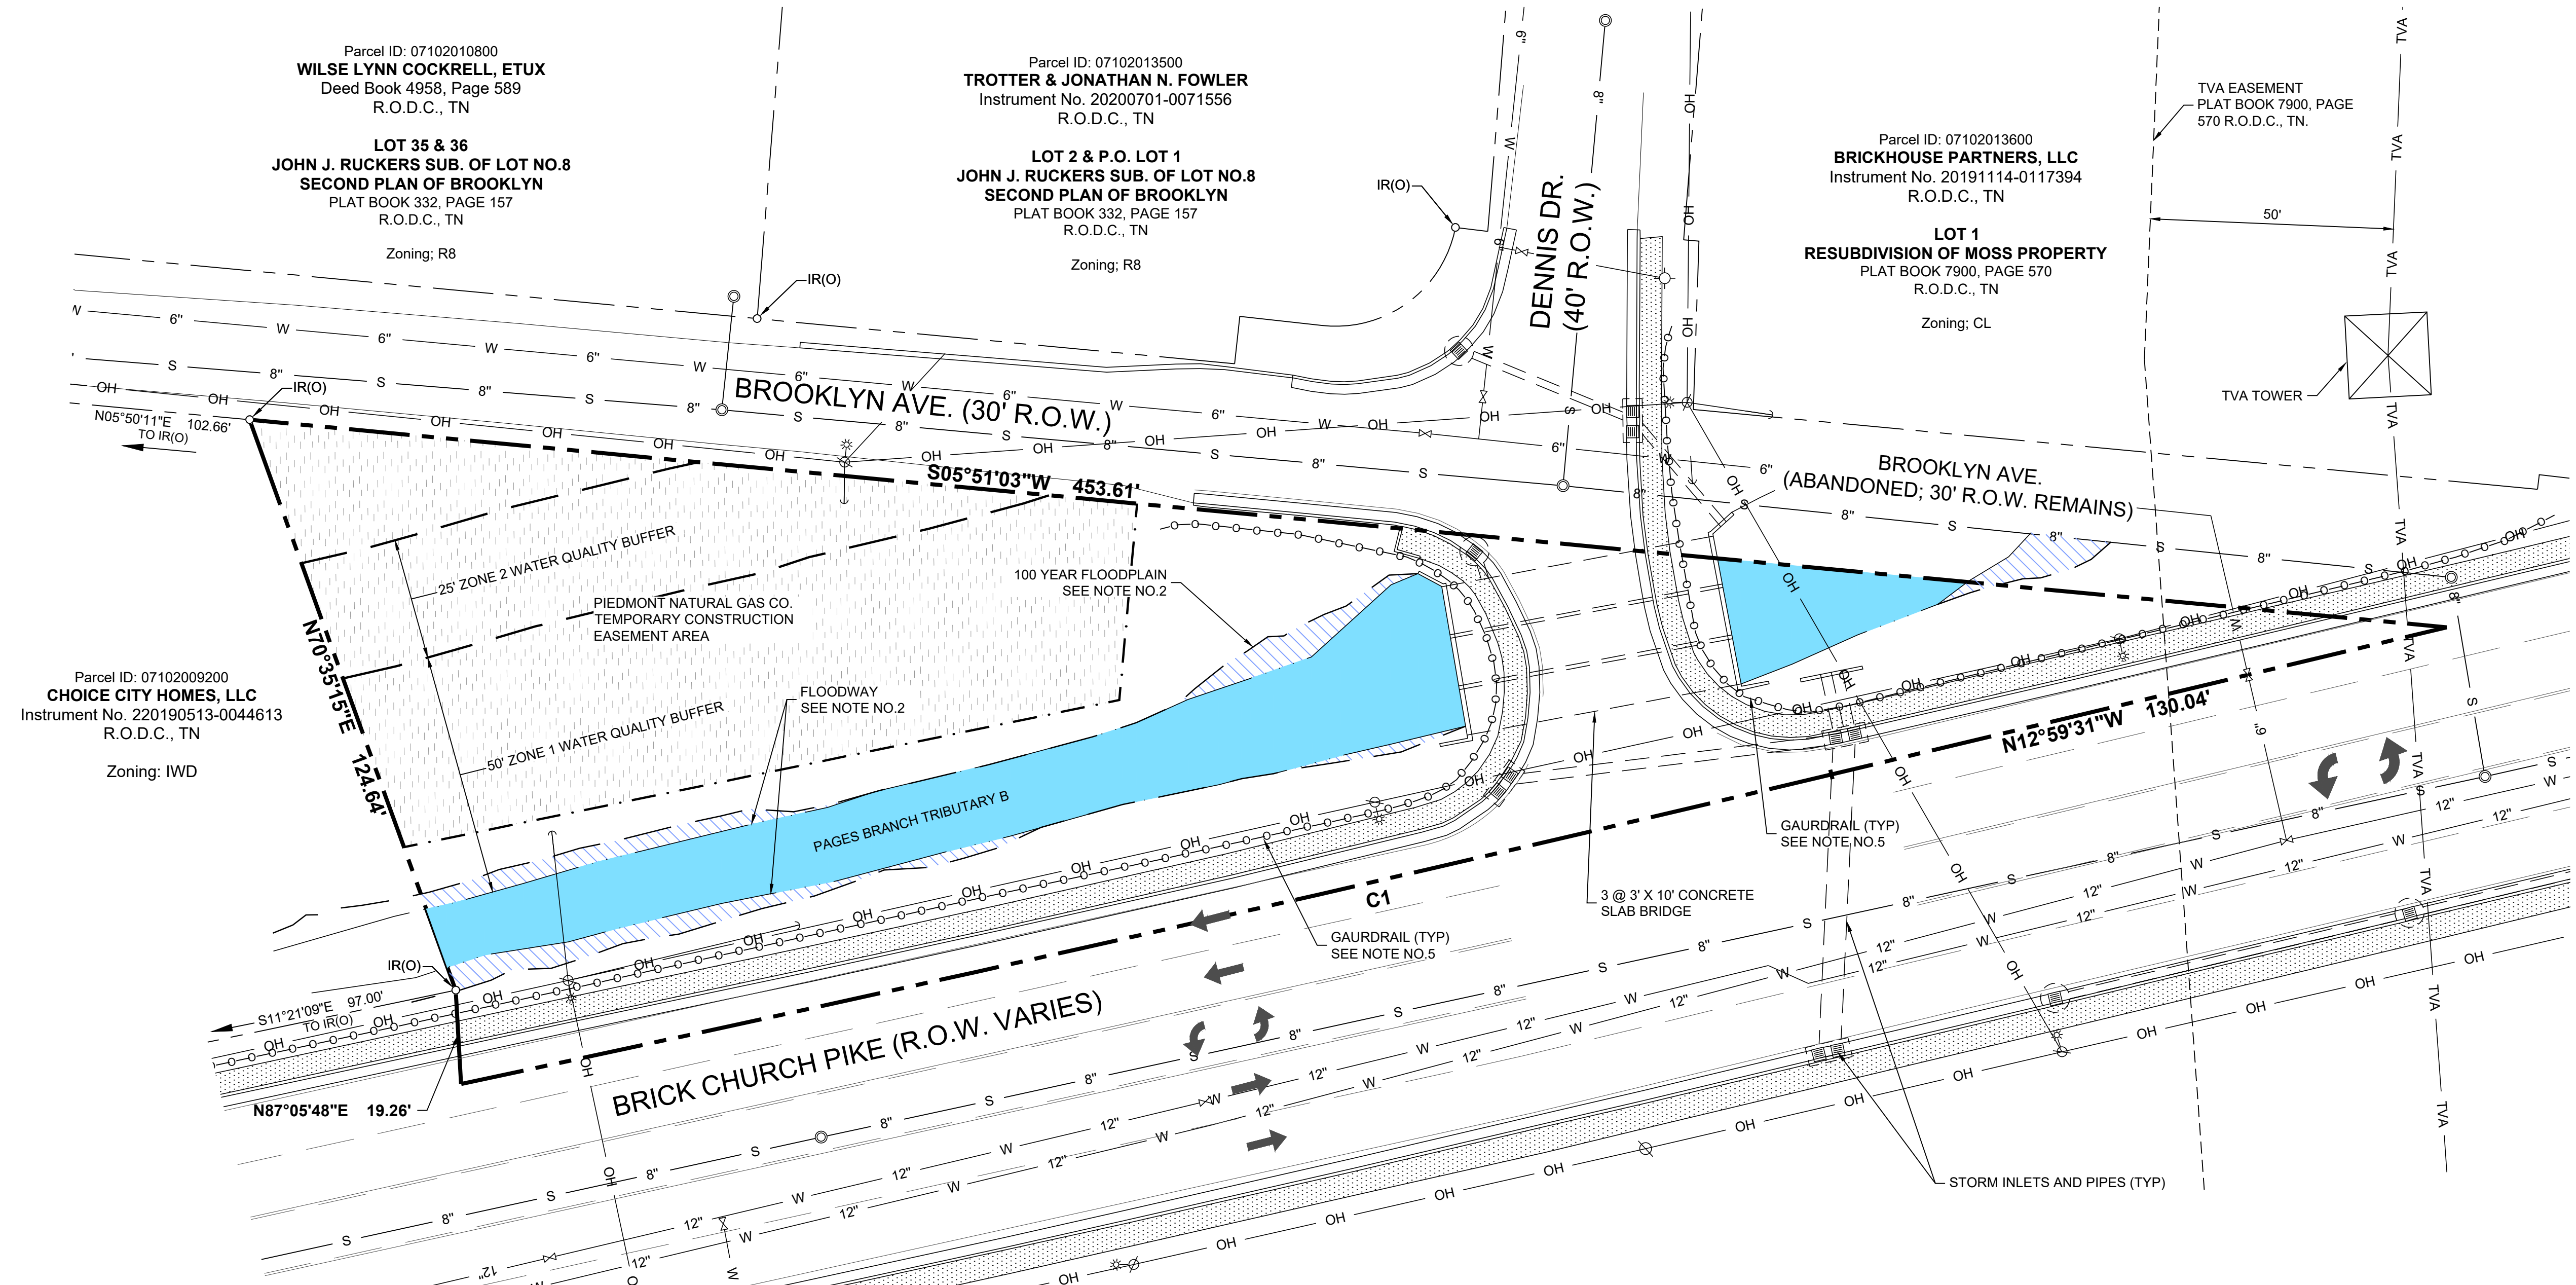 Parcel ID: 07102010800
WILSE LYNN COCKRELL, ETUX
Deed Book 4958, Page 589
R.O.D.C., TN
LOT 35 & 36
JOHN J. RUCKERS SUB. OF LOT NO.8
SECOND PLAN OF BROOKLYN
PLAT BOOK 332, PAGE 157
R.O.D.C., TN
Zoning; R8
Parcel ID: 07102013500
TROTTER & JONATHAN N. FOWLER
Instrument No. 20200701-0071556
R.O.D.C., TN
LOT 2 & P.O. LOT 1
JOHN J. RUCKERS SUB. OF LOT NO.8
SECOND PLAN OF BROOKLYN
PLAT BOOK 332, PAGE 157
R.O.D.C., TN
Zoning; R8
IR(O)
IR(O)
DENNIS DR.
(40' R.O.W.)
Parcel ID: 07102013600
BRICKHOUSE PARTNERS, LLC
Instrument No. 20191114-0117394
R.O.D.C., TN
LOT 1
RESUBDIVISION OF MOSS PROPERTY
PLAT BOOK 7900, PAGE 570
R.O.D.C., TN
Zoning; CL
TVA EASEMENT
PLAT BOOK 7900, PAGE
570 R.O.D.C., TN.
50'
TVA TOWER
IR(O)
N05°50'11"E 102.66'
TO IR(O)
BROOKLYN AVE. (30' R.O.W.)
S05°51'03"W 453.61'
BROOKLYN AVE.
(ABANDONED; 30' R.O.W. REMAINS)
25' ZONE 2 WATER QUALITY BUFFER
PIEDMONT NATURAL GAS CO.
TEMPORARY CONSTRUCTION
EASEMENT AREA
100 YEAR FLOODPLAIN
SEE NOTE NO.2
N70°35'15"E 124.64'
Parcel ID: 07102009200
CHOICE CITY HOMES, LLC
Instrument No. 220190513-0044613
R.O.D.C., TN
Zoning: IWD
FLOODWAY
SEE NOTE NO.2
50' ZONE 1 WATER QUALITY BUFFER
PAGES BRANCH TRIBUTARY B
N12°59'31"W 130.04'
GAURDRAIL (TYP)
SEE NOTE NO.5
3 @ 3' X 10' CONCRETE
SLAB BRIDGE
C1
GAURDRAIL (TYP)
SEE NOTE NO.5
IR(O)
S11°21'09"E 97.00'
TO IR(O)
BRICK CHURCH PIKE (R.O.W. VARIES)
N87°05'48"E 19.26'
STORM INLETS AND PIPES (TYP)